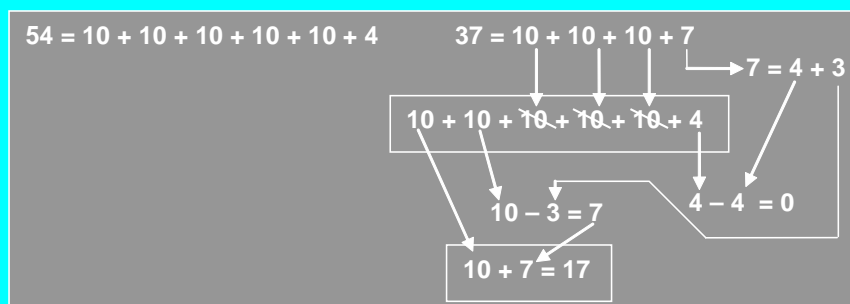 54 = 10 + 10 + 10 + 10 + 10 + 4
37 = 10 + 10 + 10 + 7
7 = 4 + 3
10 + 10 + 10 + 10 + 10 + 4
10 – 3 = 7
4 – 4 = 0
10 + 7 = 17